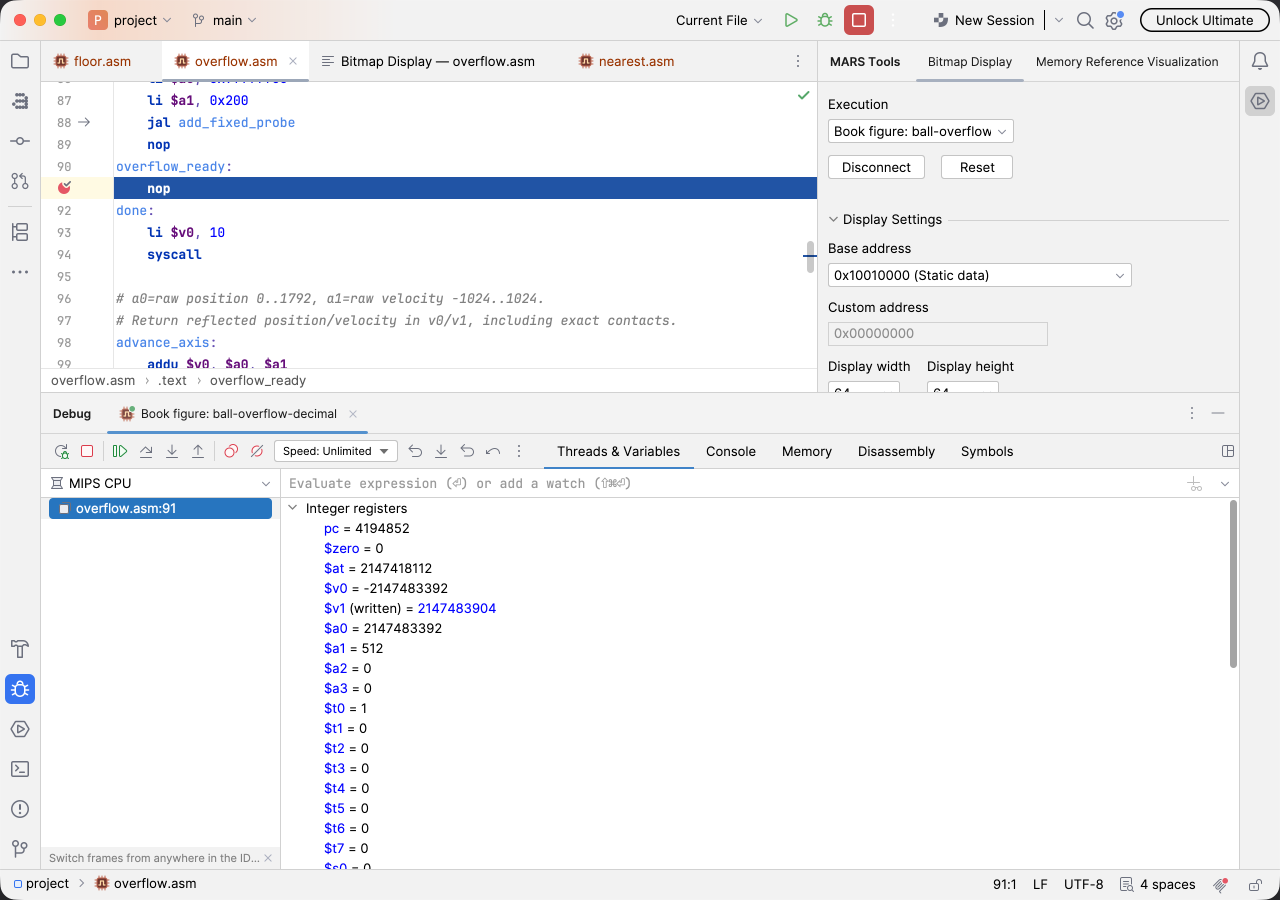 P project main Current File New Session Unlock Ultimate
floor.asm overflow.asm Bitmap Display — overflow.asm nearest.asm
87 li $a1, 0x200
88 jal add_fixed_probe
89 nop
90 overflow_ready:
nop
92 done:
93 li $v0, 10
94 syscall
95
96 # a0=raw position 0..1792, a1=raw velocity -1024..1024.
97 # Return reflected position/velocity in v0/v1, including exact contacts.
98 advance_axis:
99 addu $v0, $a0, $a1
overflow.asm › .text › overflow_ready
MARS Tools Bitmap Display Memory Reference Visualization
Execution
Book figure: ball-overflow
Disconnect Reset
Display Settings
Base address
0x10010000 (Static data)
Custom address
0x00000000
Display width Display height
64 64
Debug Book figure: ball-overflow-decimal
Speed: Unlimited Threads & Variables Console Memory Disassembly Symbols
MIPS CPU
overflow.asm:91
Switch frames from anywhere in the ID...
Evaluate expression (⏎) or add a watch (⇧⌘⏎)
Integer registers
pc = 4194852
$zero = 0
$at = 2147418112
$v0 = -2147483392
$v1 (written) = 2147483904
$a0 = 2147483392
$a1 = 512
$a2 = 0
$a3 = 0
$t0 = 1
$t1 = 0
$t2 = 0
$t3 = 0
$t4 = 0
$t5 = 0
$t6 = 0
$t7 = 0
$s0 = 0
project overflow.asm 91:1 LF UTF-8 4 spaces